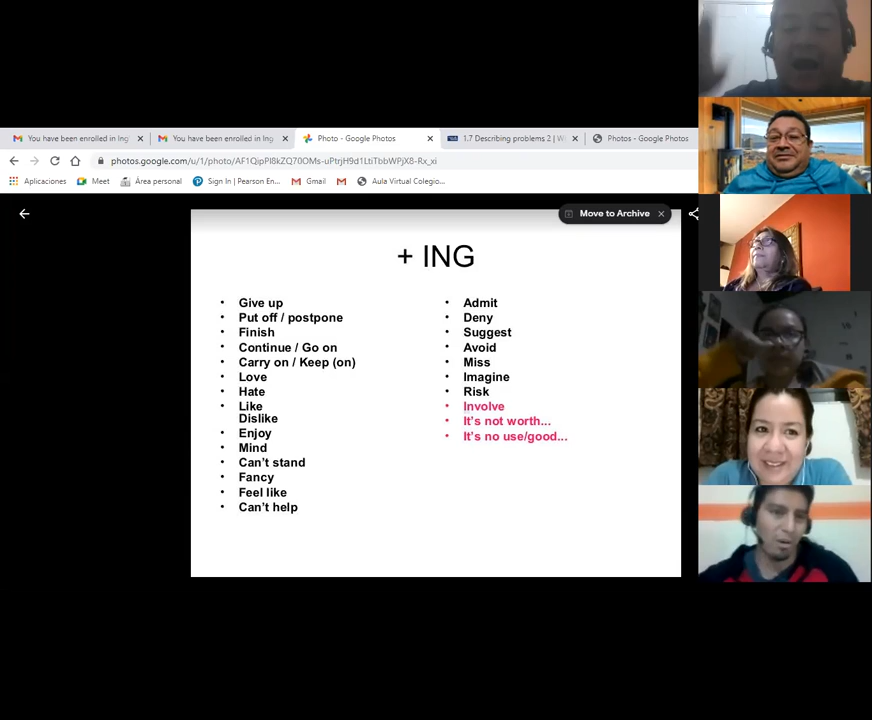 You have been enrolled in Ing
You have been enrolled in Ing
Photo - Google Photos
1.7 Describing problems 2 | W
Photos - Google Photos
photos.google.com/u/1/photo/AF1QipPI8kZQ70OMs-uPtrjH9d1LtiTbbWPjX8-Rx_xi
Aplicaciones
Meet
Área personal
Sign In | Pearson En...
Gmail
Aula Virtual Colegio...
Move to Archive
+ ING
• Give up
• Put off / postpone
• Finish
• Continue / Go on
• Carry on / Keep (on)
• Love
• Hate
• Like
Dislike
• Enjoy
• Mind
• Can't stand
• Fancy
• Feel like
• Can't help
• Admit
• Deny
• Suggest
• Avoid
• Miss
• Imagine
• Risk
• Involve
• It's not worth...
• It's no use/good...